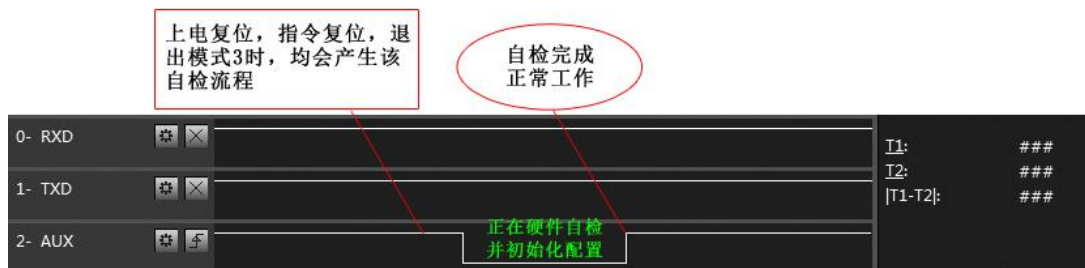 上电复位，指令复位，退
出模式3时，均会产生该
自检流程
自检完成
正常工作
0- RXD
T1: ###
T2: ###
1- TXD
|T1-T2|: ###
正在硬件自检
2- AUX
并初始化配置